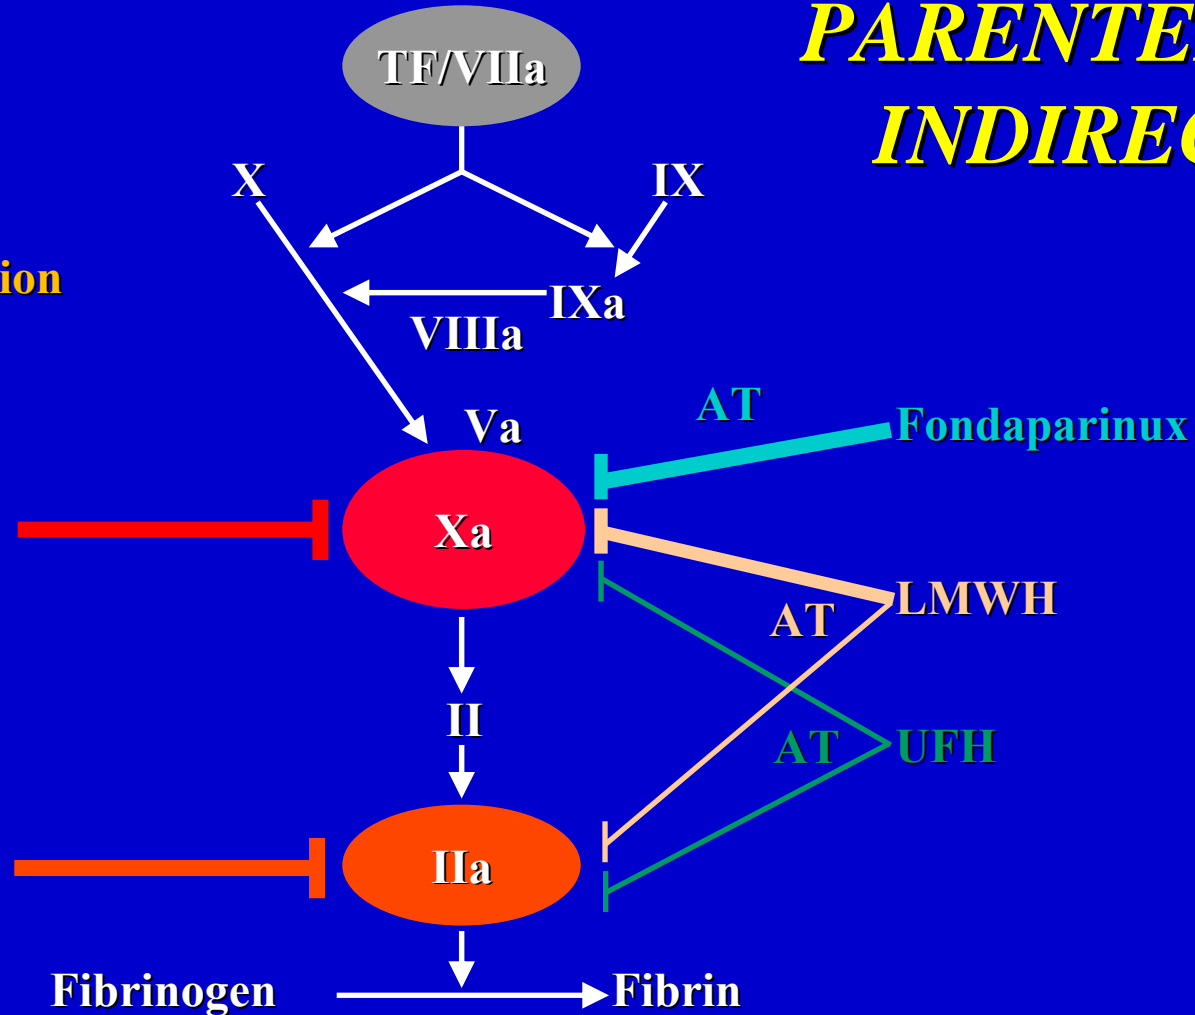 PARENTE
INDIRE
TF/VIIa
X
IX
ion
IXa
VIIIa
AT
Fondaparinux
Va
Xa
LMWH
AT
II
AT
UFH
IIa
Fibrinogen
Fibrin